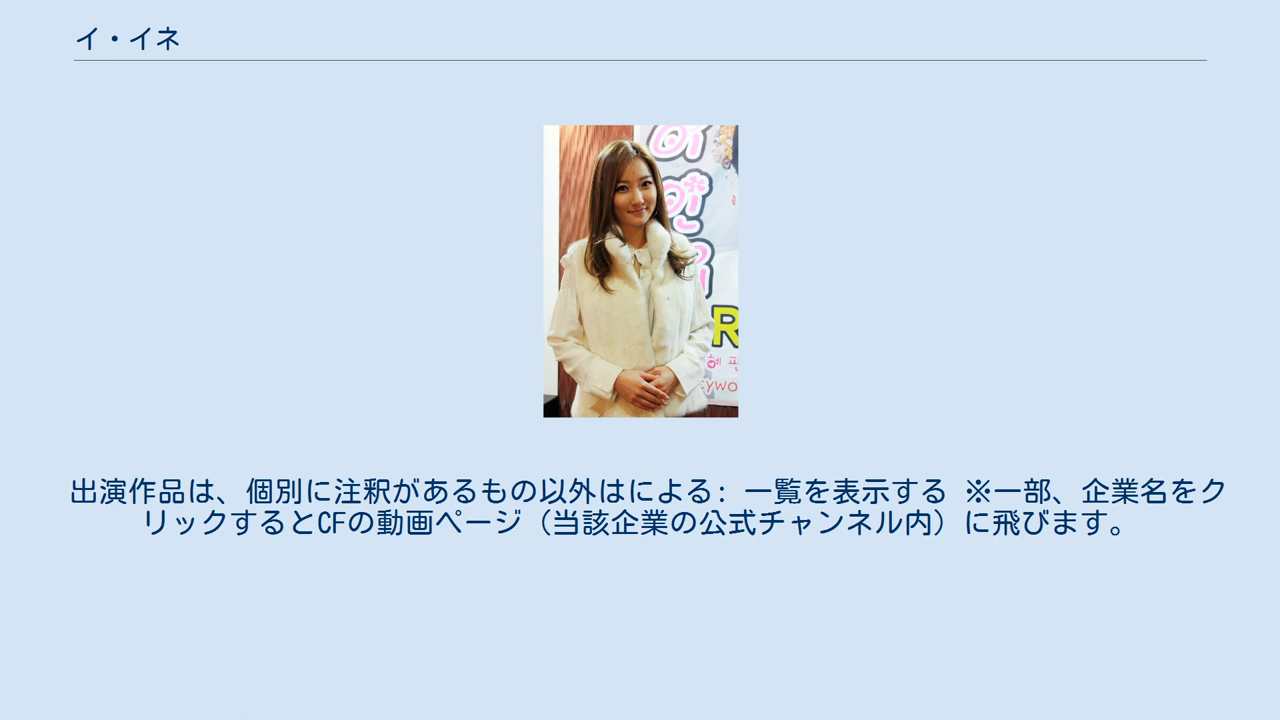 イ・イネ
R
혜 핀
eywo
出演作品は、個別に注釈があるもの以外はによる: 一覧を表示する ※一部、企業名をク
リックするとCFの動画ページ（当該企業の公式チャンネル内）に飛びます。